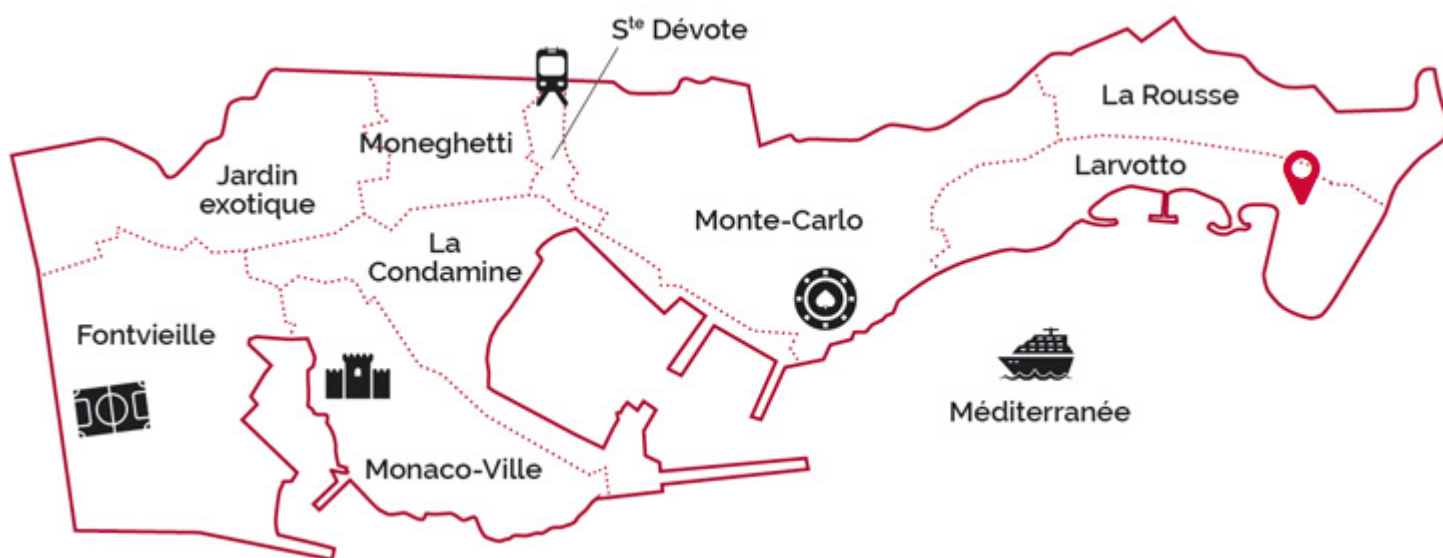 Sᵗᵉ Dévote
La Rousse
Moneghetti
Larvotto
Jardin
exotique
Monte-Carlo
La
Condamine
Fontvieille
Méditerranée
Monaco-Ville